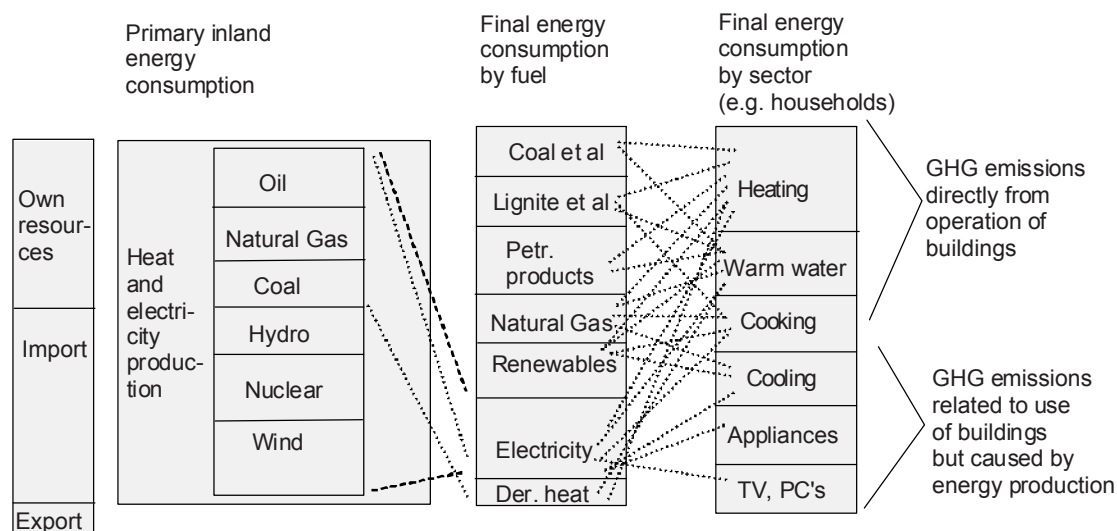 Primary inland
energy
consumption
Final energy
consumption
by fuel
Final energy
consumption
by sector
(e.g. households)
Own
resour-
ces
Import
Export
Heat
and
electri-
city
produc-
tion
Oil
Natural Gas
Coal
Hydro
Nuclear
Wind
Coal et al
Lignite et al
Petr.
products
Natural Gas
Renewables
Electricity
Der. heat
Heating
Warm water
Cooking
Cooling
Appliances
TV, PC's
GHG emissions
directly from
operation of
buildings
GHG emissions
related to use
of buildings
but caused by
energy production